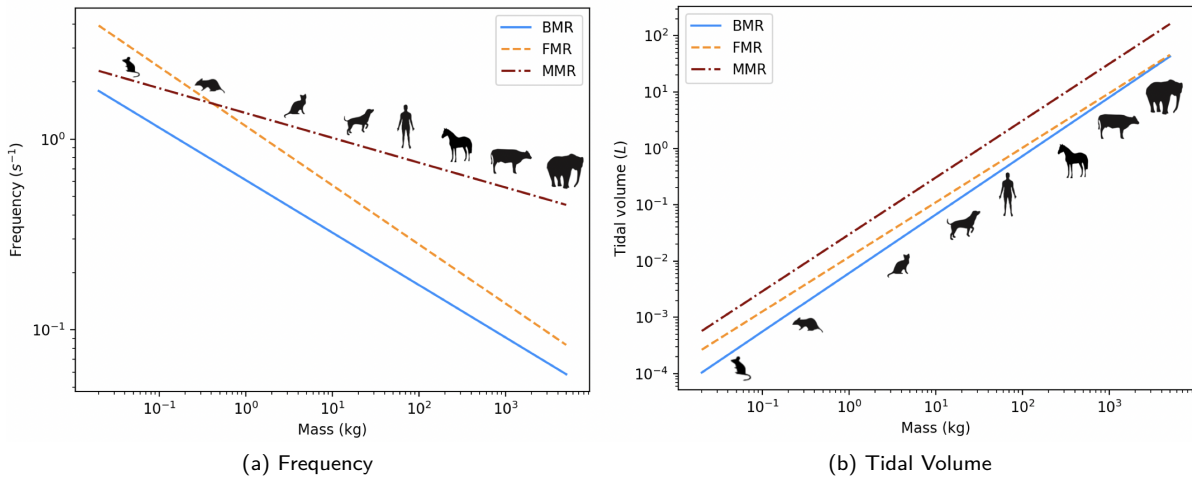 BMR
FMR
MMR
Frequency (s⁻¹)
10⁰
10⁻¹
10⁻¹
10⁰
10¹
10²
10³
Mass (kg)
(a) Frequency
BMR
FMR
MMR
Tidal volume (L)
10²
10¹
10⁰
10⁻¹
10⁻²
10⁻³
10⁻⁴
10⁻¹
10⁰
10¹
10²
10³
Mass (kg)
(b) Tidal Volume